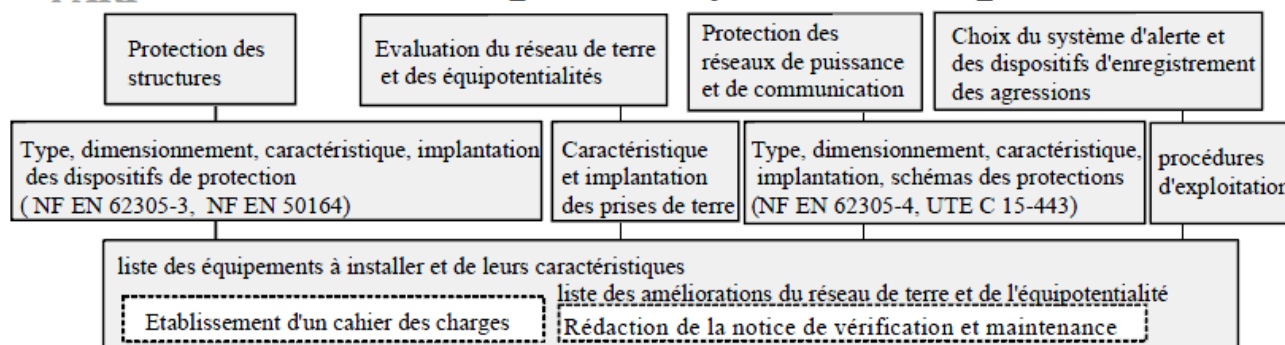 Protection des
structures
Evaluation du réseau de terre
et des équipotentialités
Protection des
réseaux de puissance
et de communication
Choix du système d'alerte et
des dispositifs d'enregistrement
des agressions
Type, dimensionnement, caractéristique, implantation
des dispositifs de protection
( NF EN 62305-3, NF EN 50164)
Caractéristique
et implantation
des prises de terre
Type, dimensionnement, caractéristique,
implantation, schémas des protections
(NF EN 62305-4, UTE C 15-443)
procédures
d'exploitation
liste des équipements à installer et de leurs caractéristiques
liste des améliorations du réseau de terre et de l'équipotentialité
Etablissement d'un cahier des charges
Rédaction de la notice de vérification et maintenance